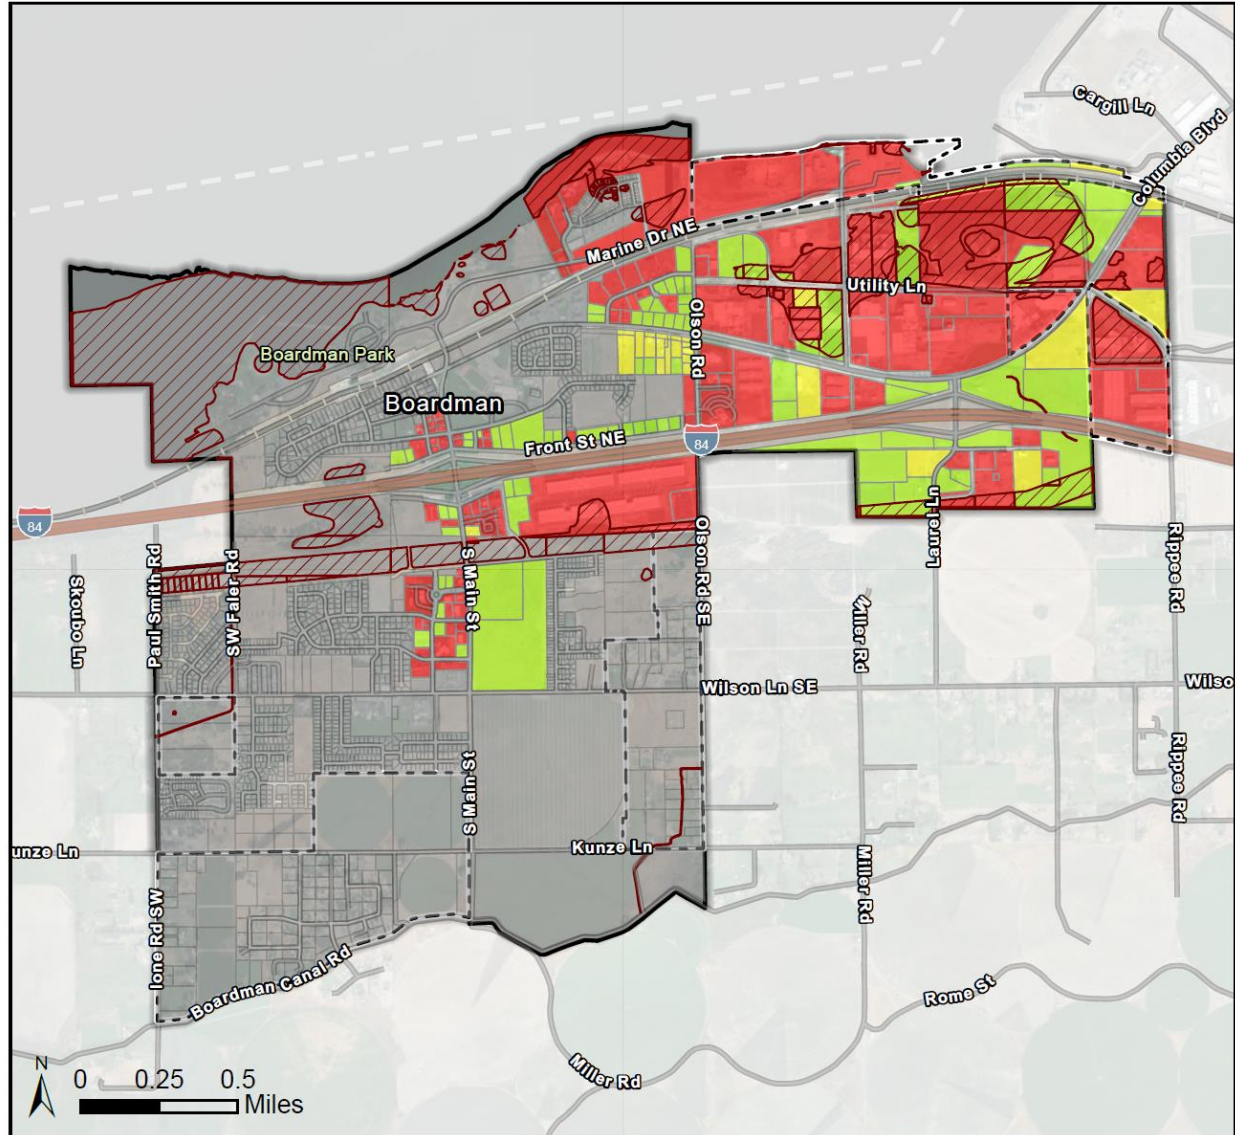 Cargill Ln
Columbia Blvd
Marine Dr NE
Utility Ln
Olson Rd
Boardman Park
Boardman
Front St NE
84
84
Laurel Ln
Olson Rd SE
Rippee Rd
S Main St
SW Faler Rd
Paul Smith Rd
Skoubo Ln
Miller Rd
Wilson Ln SE
Wilso
Rippee Rd
S Main St
unze Ln
Kunze Ln
Miller Rd
Ione Rd SW
Boardman Canal Rd
Rome St
Miller Rd
N
0 0.25 0.5
Miles